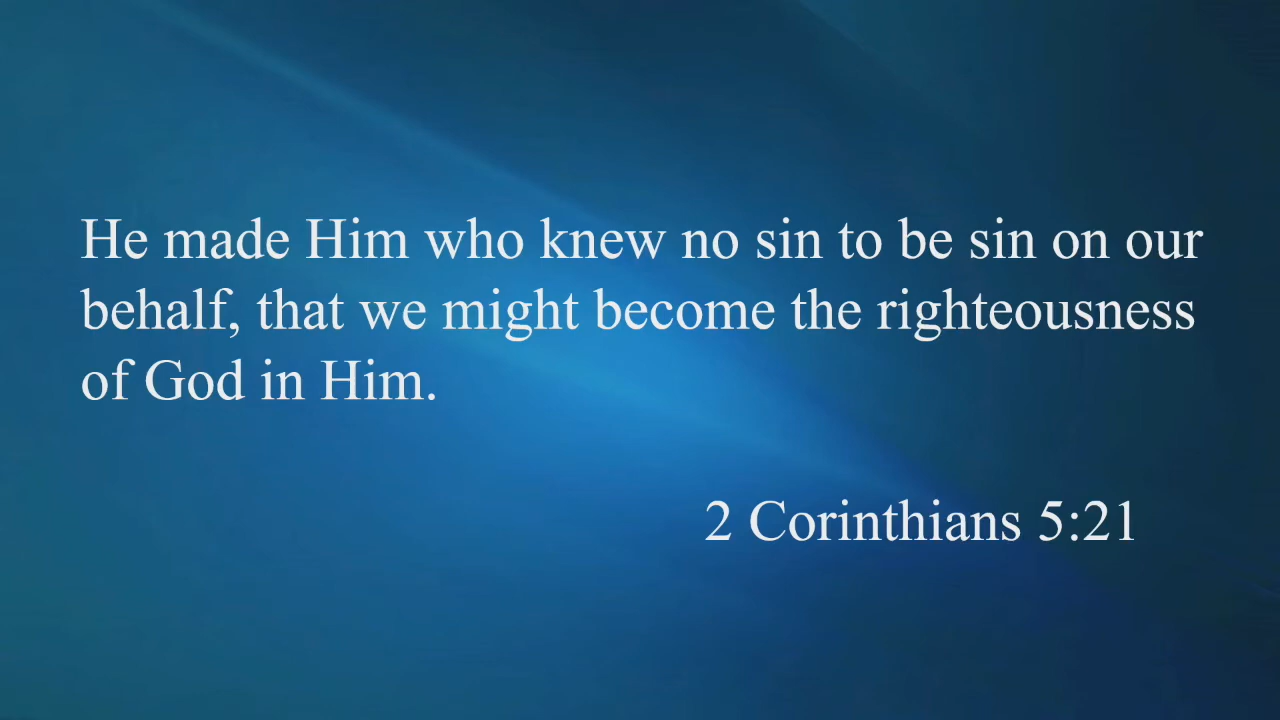 He made Him who knew no sin to be sin on our
behalf, that we might become the righteousness
of God in Him.
2 Corinthians 5:21